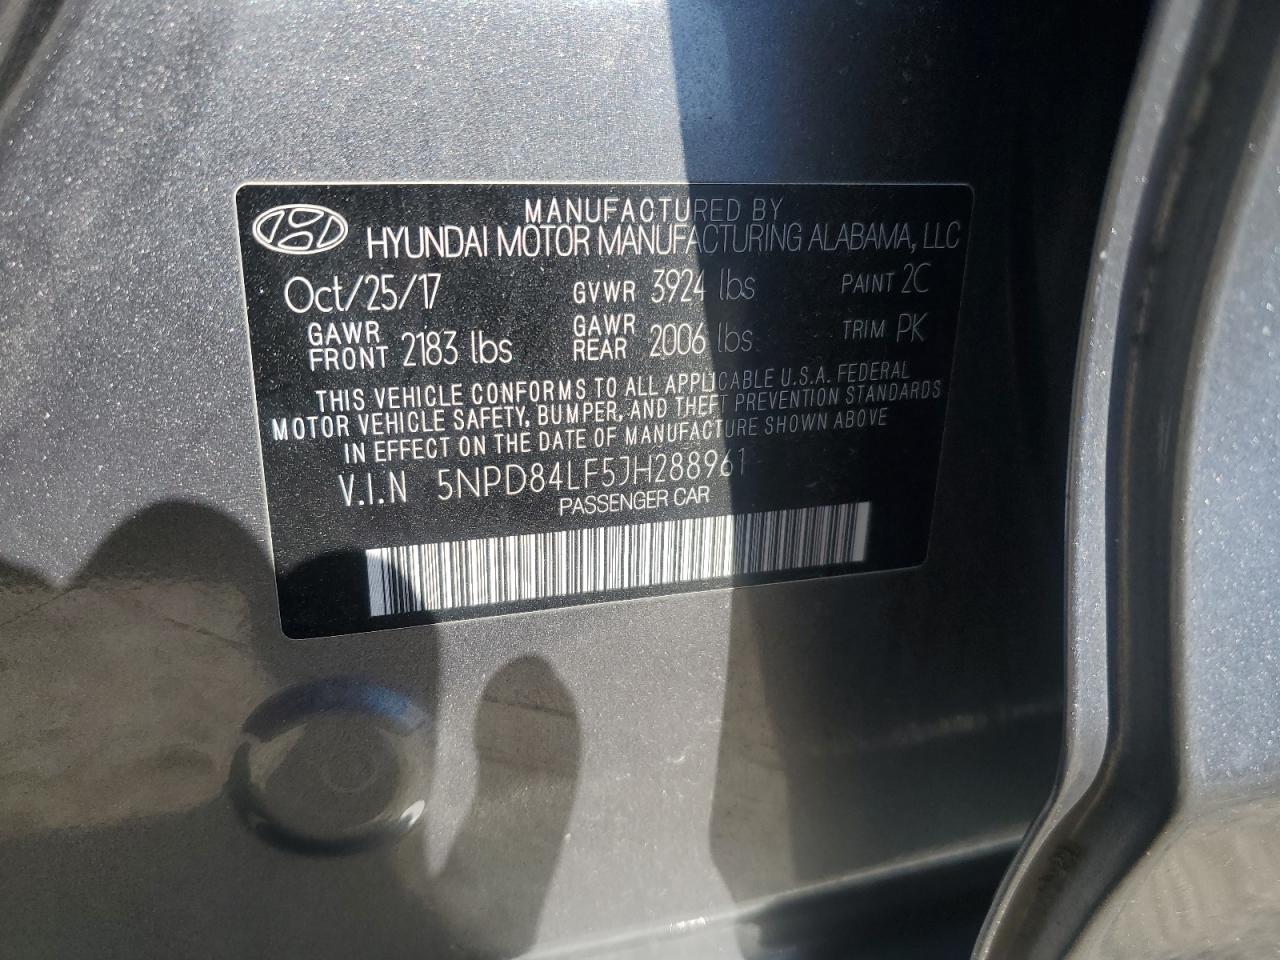 MANUFACTURED BY
HYUNDAI MOTOR MANUFACTURING ALABAMA, LLC
Oct/25/17 GVWR 3924 lbs PAINT 2C
GAWR FRONT 2183 lbs GAWR REAR 2006 lbs TRIM PK
THIS VEHICLE CONFORMS TO ALL APPLICABLE U.S.A. FEDERAL
MOTOR VEHICLE SAFETY, BUMPER, AND THEFT PREVENTION STANDARDS
IN EFFECT ON THE DATE OF MANUFACTURE SHOWN ABOVE
V.I.N 5NPD84LF5JH288961
PASSENGER CAR